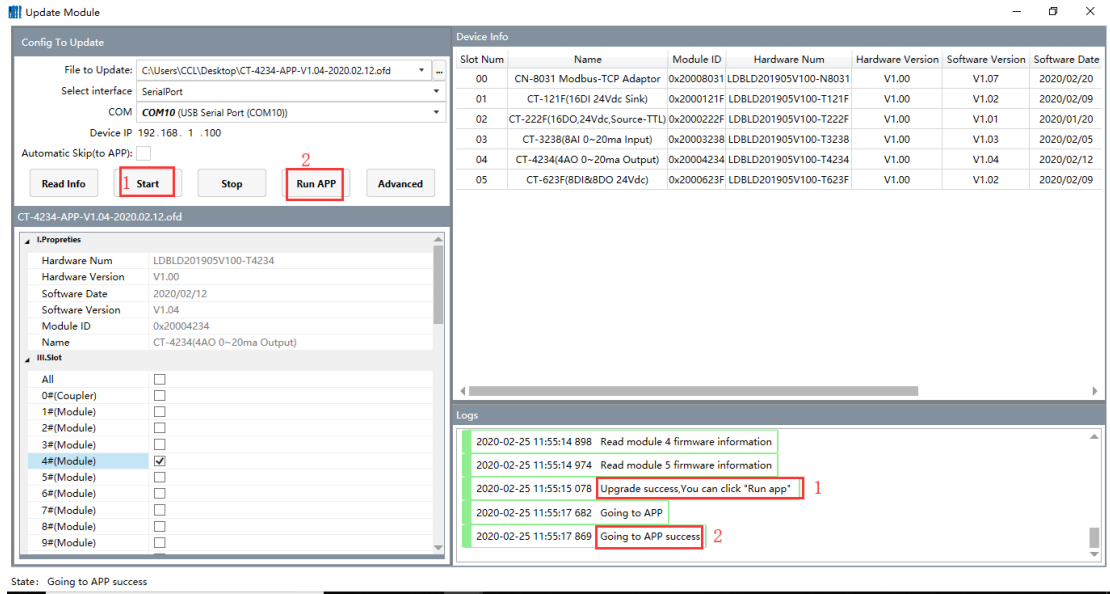 Update Module
Config To Update
File to Update: C:\Users\CCL\Desktop\CT-4234-APP-V1.04-2020.02.12.ofd ...
Select interface SerialPort
COM COM10 (USB Serial Port (COM10))
Device IP 192 . 168 . 1 . 100
Automatic Skip(to APP):
2
Read Info 1 Start Stop Run APP Advanced
CT-4234-APP-V1.04-2020.02.12.ofd
I.Propreties
Hardware Num LDBLD201905V100-T4234
Hardware Version V1.00
Software Date 2020/02/12
Software Version V1.04
Module ID 0x20004234
Name CT-4234(4AO 0~20ma Output)
III.Slot
All
0#(Coupler)
1#(Module)
2#(Module)
3#(Module)
4#(Module)
5#(Module)
6#(Module)
7#(Module)
8#(Module)
9#(Module)
Device Info
Slot Num Name Module ID Hardware Num Hardware Version Software Version Software Date
00 CN-8031 Modbus-TCP Adaptor 0x20008031 LDBLD201905V100-N8031 V1.00 V1.07 2020/02/20
01 CT-121F(16DI 24Vdc Sink) 0x2000121F LDBLD201905V100-T121F V1.00 V1.02 2020/02/09
02 CT-222F(16DO,24Vdc,Source-TTL) 0x2000222F LDBLD201905V100-T222F V1.00 V1.01 2020/01/20
03 CT-3238(8AI 0~20ma Input) 0x20003238 LDBLD201905V100-T3238 V1.00 V1.03 2020/02/05
04 CT-4234(4AO 0~20ma Output) 0x20004234 LDBLD201905V100-T4234 V1.00 V1.04 2020/02/12
05 CT-623F(8DI&8DO 24Vdc) 0x2000623F LDBLD201905V100-T623F V1.00 V1.02 2020/02/09
Logs
2020-02-25 11:55:14 898 Read module 4 firmware information
2020-02-25 11:55:14 974 Read module 5 firmware information
2020-02-25 11:55:15 078 Upgrade success,You can click "Run app" 1
2020-02-25 11:55:17 682 Going to APP
2020-02-25 11:55:17 869 Going to APP success 2
State: Going to APP success